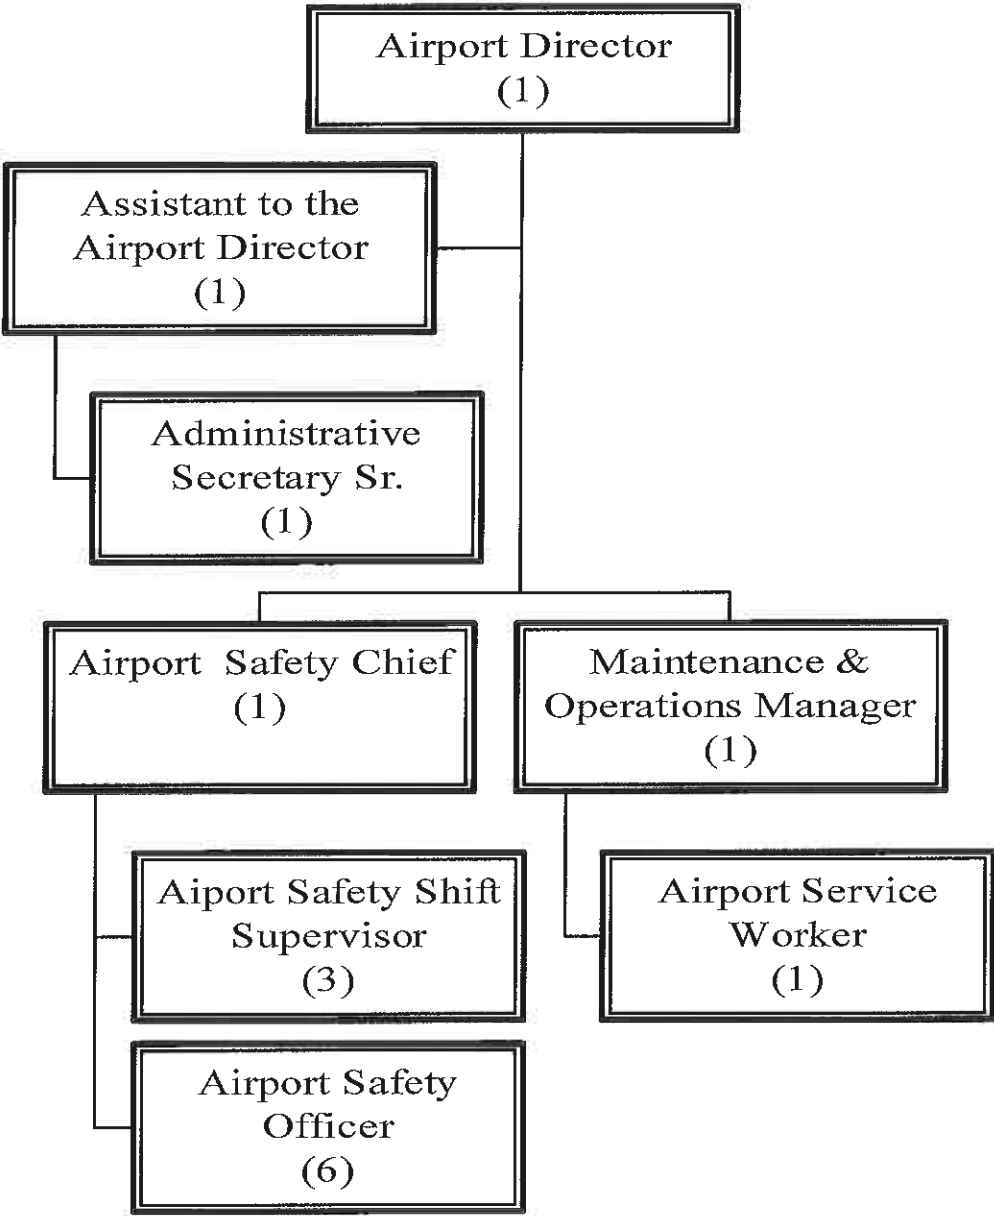 Airport Director
(1)
Assistant to the
Airport Director
(1)
Administrative
Secretary Sr.
(1)
Airport Safety Chief
(1)
Maintenance &
Operations Manager
(1)
Aiport Safety Shift
Supervisor
(3)
Airport Service
Worker
(1)
Airport Safety
Officer
(6)